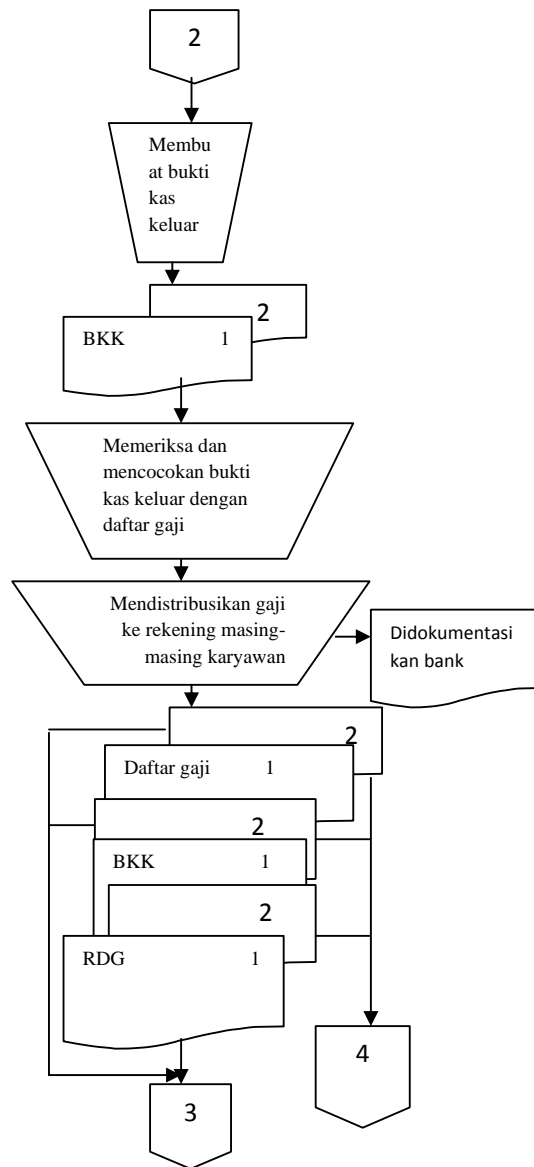 2
Membu
at bukti
kas
keluar
2
BKK 1
Memeriksa dan
mencocokan bukti
kas keluar dengan
daftar gaji
Mendistribusikan gaji
ke rekening masing-
masing karyawan
Didokumentasi
kan bank
2
Daftar gaji 1
2
BKK 1
2
RDG 1
4
3